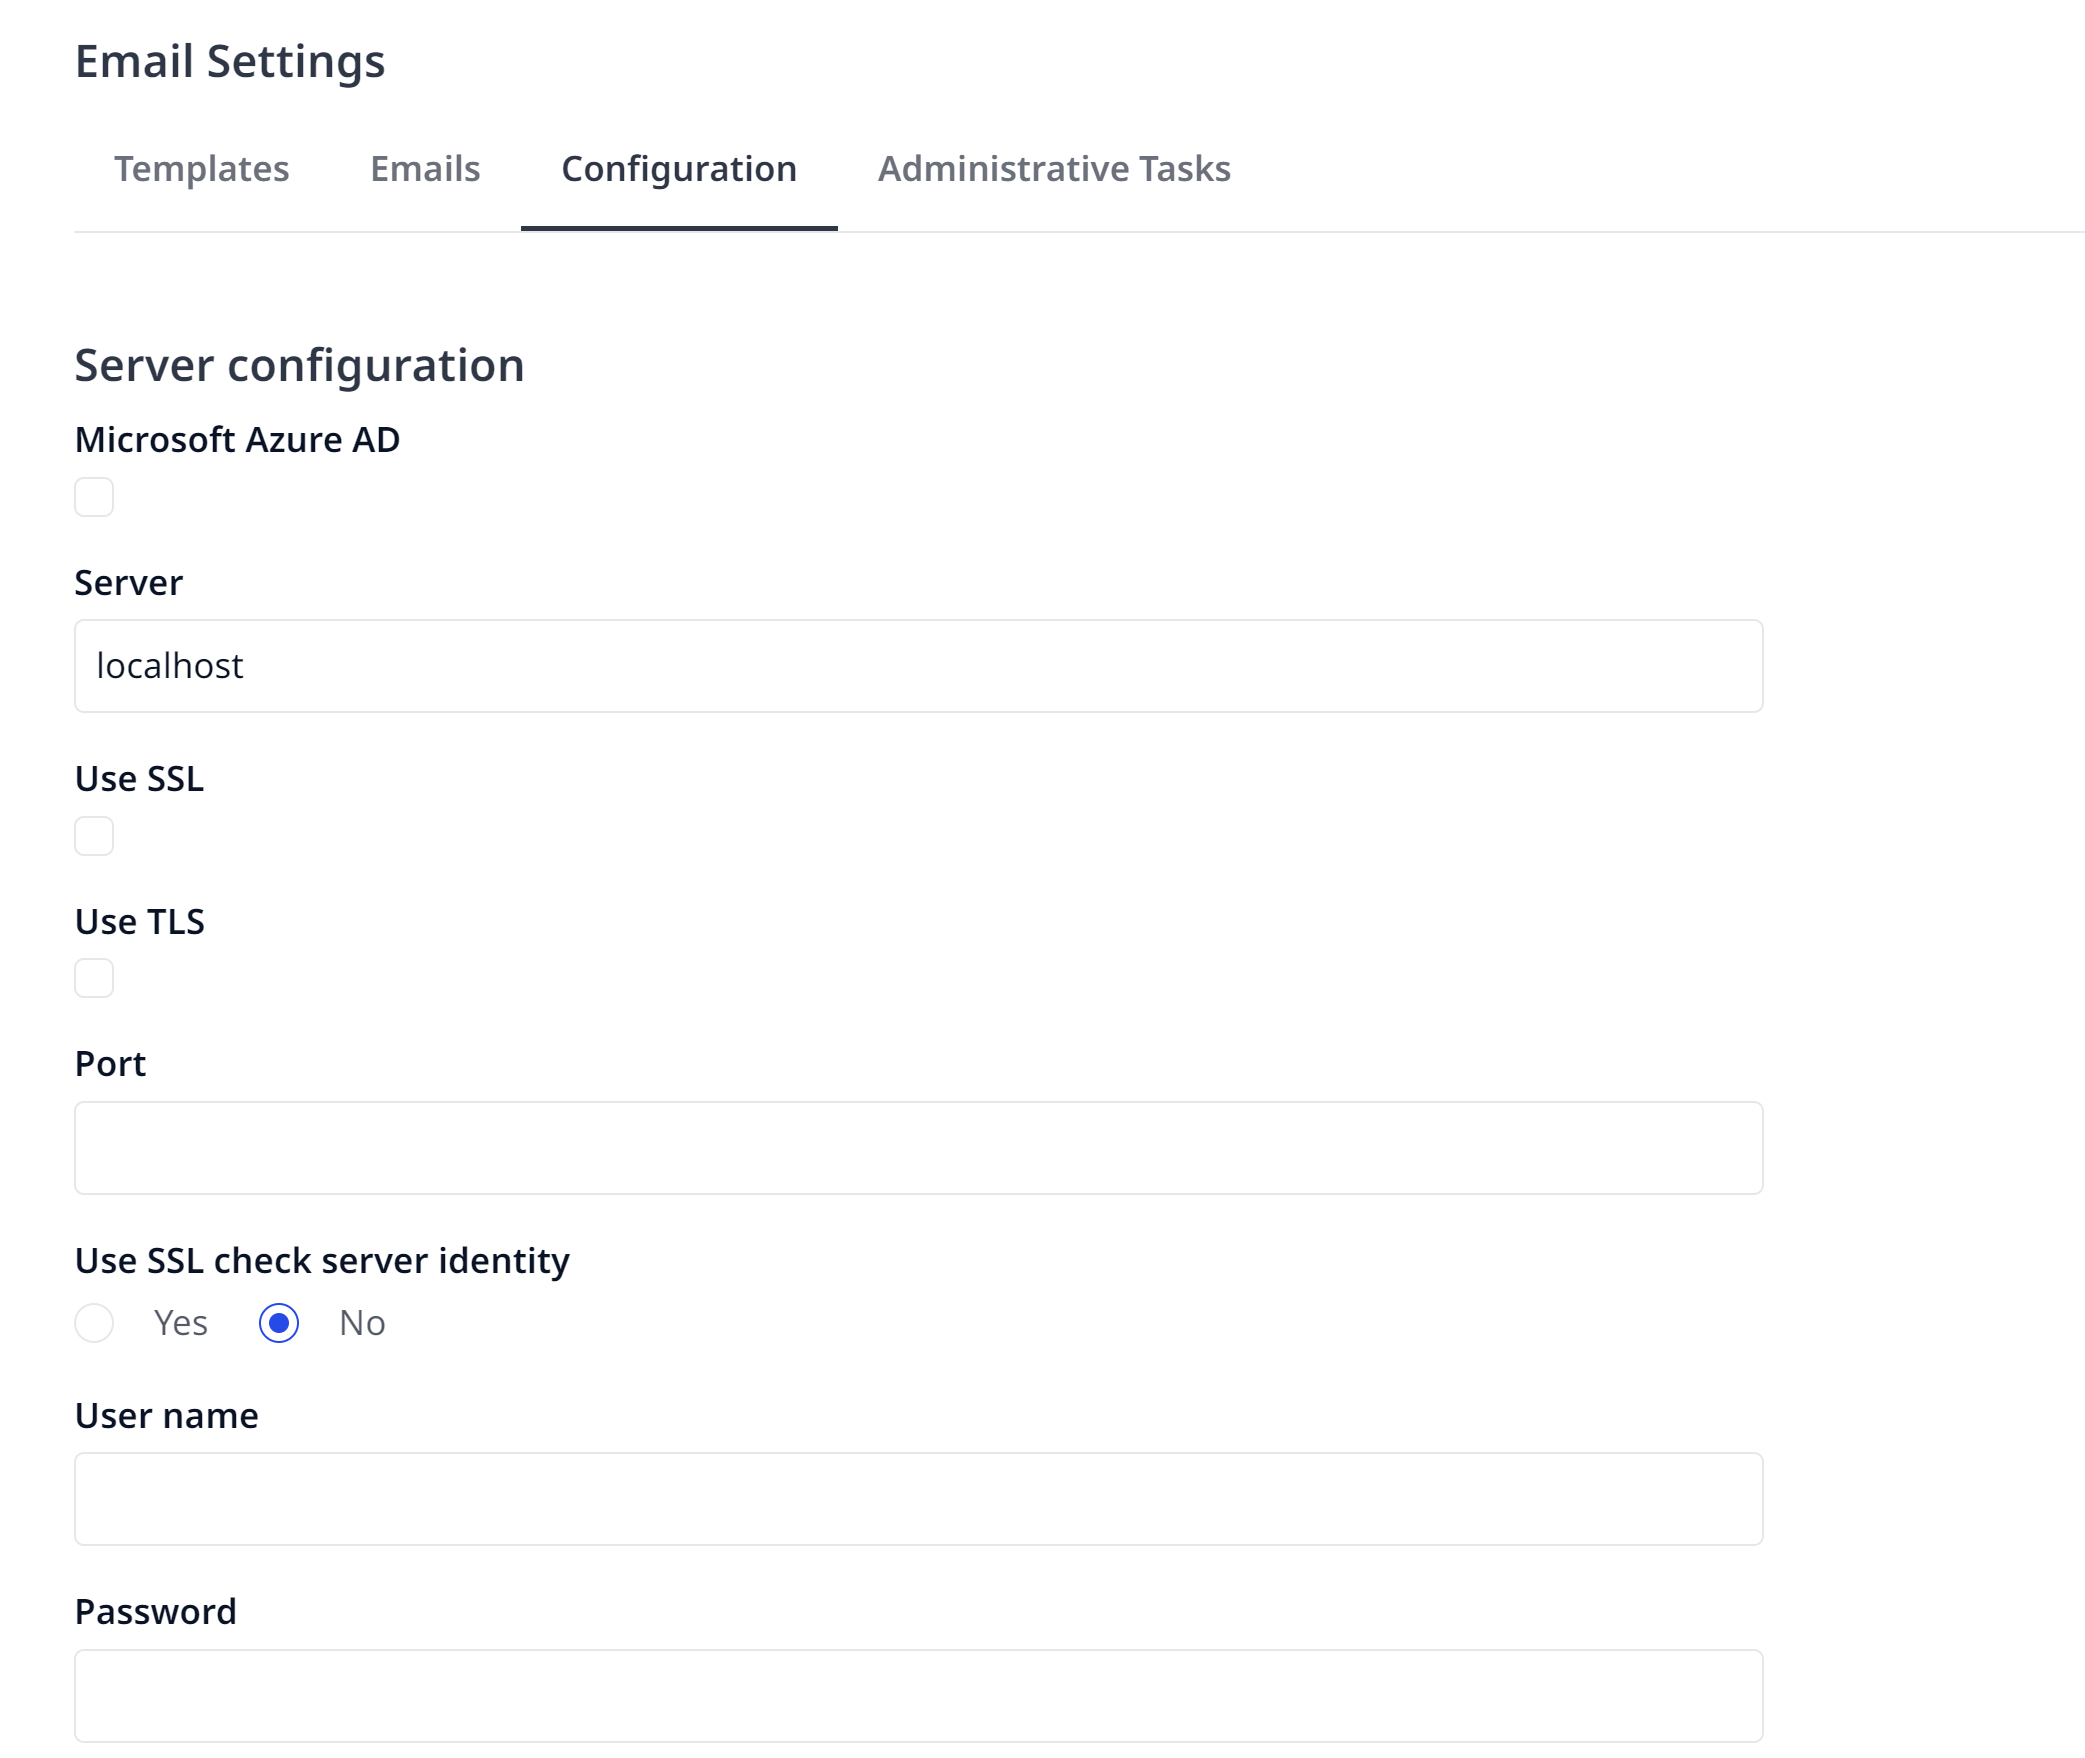 Email Settings
Templates Emails Configuration Administrative Tasks
Server configuration
Microsoft Azure AD
Server
localhost
Use SSL
Use TLS
Port
Use SSL check server identity
Yes No
User name
Password